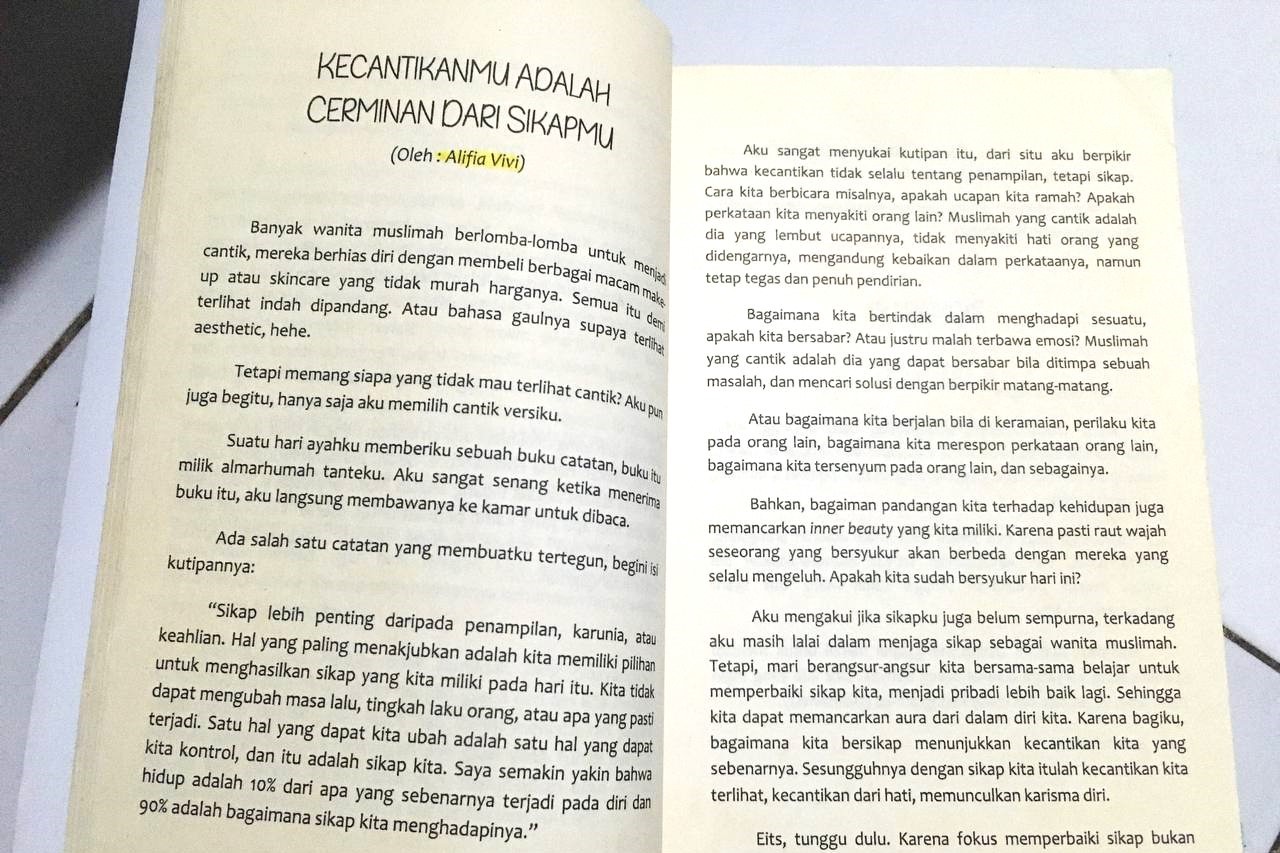 KECANTIKANMU ADALAH
CERMINAN DARI SIKAPMU
(Oleh : Alifia Vivi)
Banyak wanita muslimah berlomba-lomba untuk menjadi
cantik, mereka berhias diri dengan membeli berbagai macam make-
up atau skincare yang tidak murah harganya. Semua itu demi
terlihat indah dipandang. Atau bahasa gaulnya supaya terlihat
aesthetic, hehe.
Tetapi memang siapa yang tidak mau terlihat cantik? Aku pun
juga begitu, hanya saja aku memilih cantik versiku.
Suatu hari ayahku memberiku sebuah buku catatan, buku itu
milik almarhumah tanteku. Aku sangat senang ketika menerima
buku itu, aku langsung membawanya ke kamar untuk dibaca.
Ada salah satu catatan yang membuatku tertegun, begini isi
kutipannya:
“Sikap lebih penting daripada penampilan, karunia, atau
keahlian. Hal yang paling menakjubkan adalah kita memiliki pilihan
untuk menghasilkan sikap yang kita miliki pada hari itu. Kita tidak
dapat mengubah masa lalu, tingkah laku orang, atau apa yang pasti
terjadi. Satu hal yang dapat kita ubah adalah satu hal yang dapat
kita kontrol, dan itu adalah sikap kita. Saya semakin yakin bahwa
hidup adalah 10% dari apa yang sebenarnya terjadi pada diri dan
90% adalah bagaimana sikap kita menghadapinya.”
Aku sangat menyukai kutipan itu, dari situ aku berpikir
bahwa kecantikan tidak selalu tentang penampilan, tetapi sikap.
Cara kita berbicara misalnya, apakah ucapan kita ramah? Apakah
perkataan kita menyakiti orang lain? Muslimah yang cantik adalah
dia yang lembut ucapannya, tidak menyakiti hati orang yang
didengarnya, mengandung kebaikan dalam perkataanya, namun
tetap tegas dan penuh pendirian.
Bagaimana kita bertindak dalam menghadapi sesuatu,
apakah kita bersabar? Atau justru malah terbawa emosi? Muslimah
yang cantik adalah dia yang dapat bersabar bila ditimpa sebuah
masalah, dan mencari solusi dengan berpikir matang-matang.
Atau bagaimana kita berjalan bila di keramaian, perilaku kita
pada orang lain, bagaimana kita merespon perkataan orang lain,
bagaimana kita tersenyum pada orang lain, dan sebagainya.
Bahkan, bagaiman pandangan kita terhadap kehidupan juga
memancarkan inner beauty yang kita miliki. Karena pasti raut wajah
seseorang yang bersyukur akan berbeda dengan mereka yang
selalu mengeluh. Apakah kita sudah bersyukur hari ini?
Aku mengakui jika sikapku juga belum sempurna, terkadang
aku masih lalai dalam menjaga sikap sebagai wanita muslimah.
Tetapi, mari berangsur-angsur kita bersama-sama belajar untuk
memperbaiki sikap kita, menjadi pribadi lebih baik lagi. Sehingga
kita dapat memancarkan aura dari dalam diri kita. Karena bagiku,
bagaimana kita bersikap menunjukkan kecantikan kita yang
sebenarnya. Sesungguhnya dengan sikap kita itulah kecantikan kita
terlihat, kecantikan dari hati, memunculkan karisma diri.
Eits, tunggu dulu. Karena fokus memperbaiki sikap bukan